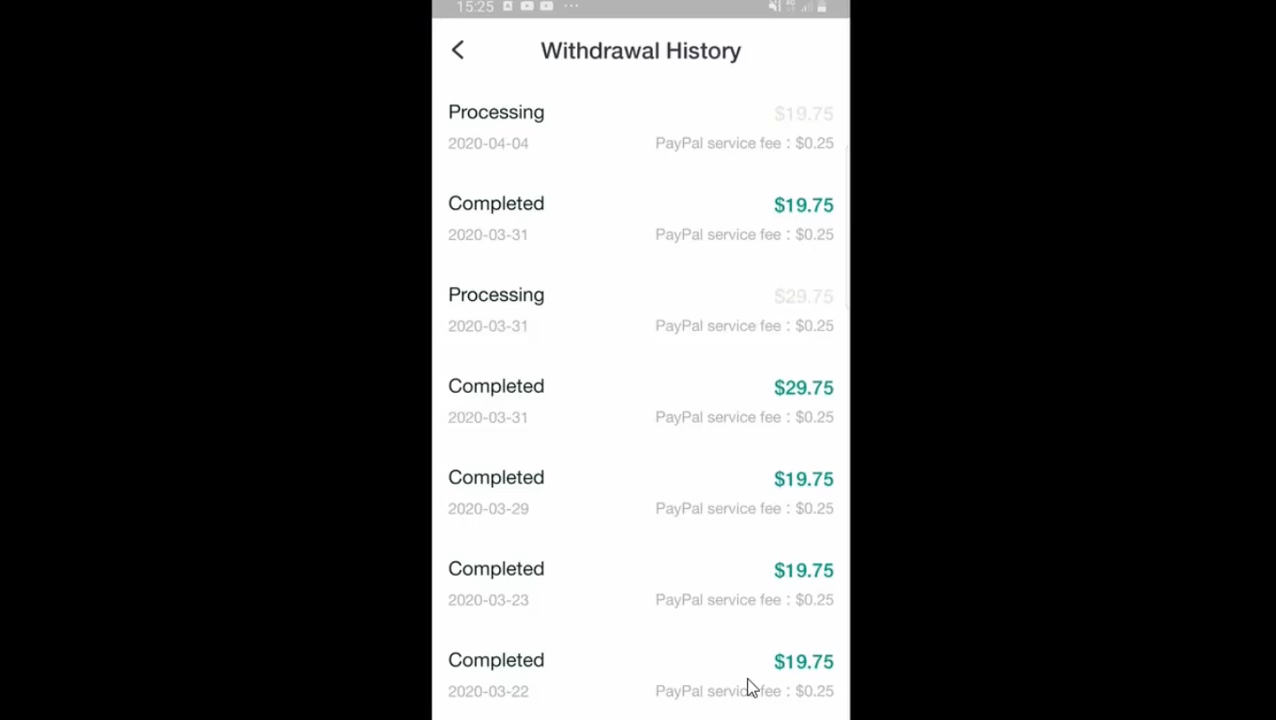 15:25
Withdrawal History
Processing $19.75
2020-04-04 PayPal service fee : $0.25
Completed $19.75
2020-03-31 PayPal service fee : $0.25
Processing $29.75
2020-03-31 PayPal service fee : $0.25
Completed $29.75
2020-03-31 PayPal service fee : $0.25
Completed $19.75
2020-03-29 PayPal service fee : $0.25
Completed $19.75
2020-03-23 PayPal service fee : $0.25
Completed $19.75
2020-03-22 PayPal service fee : $0.25